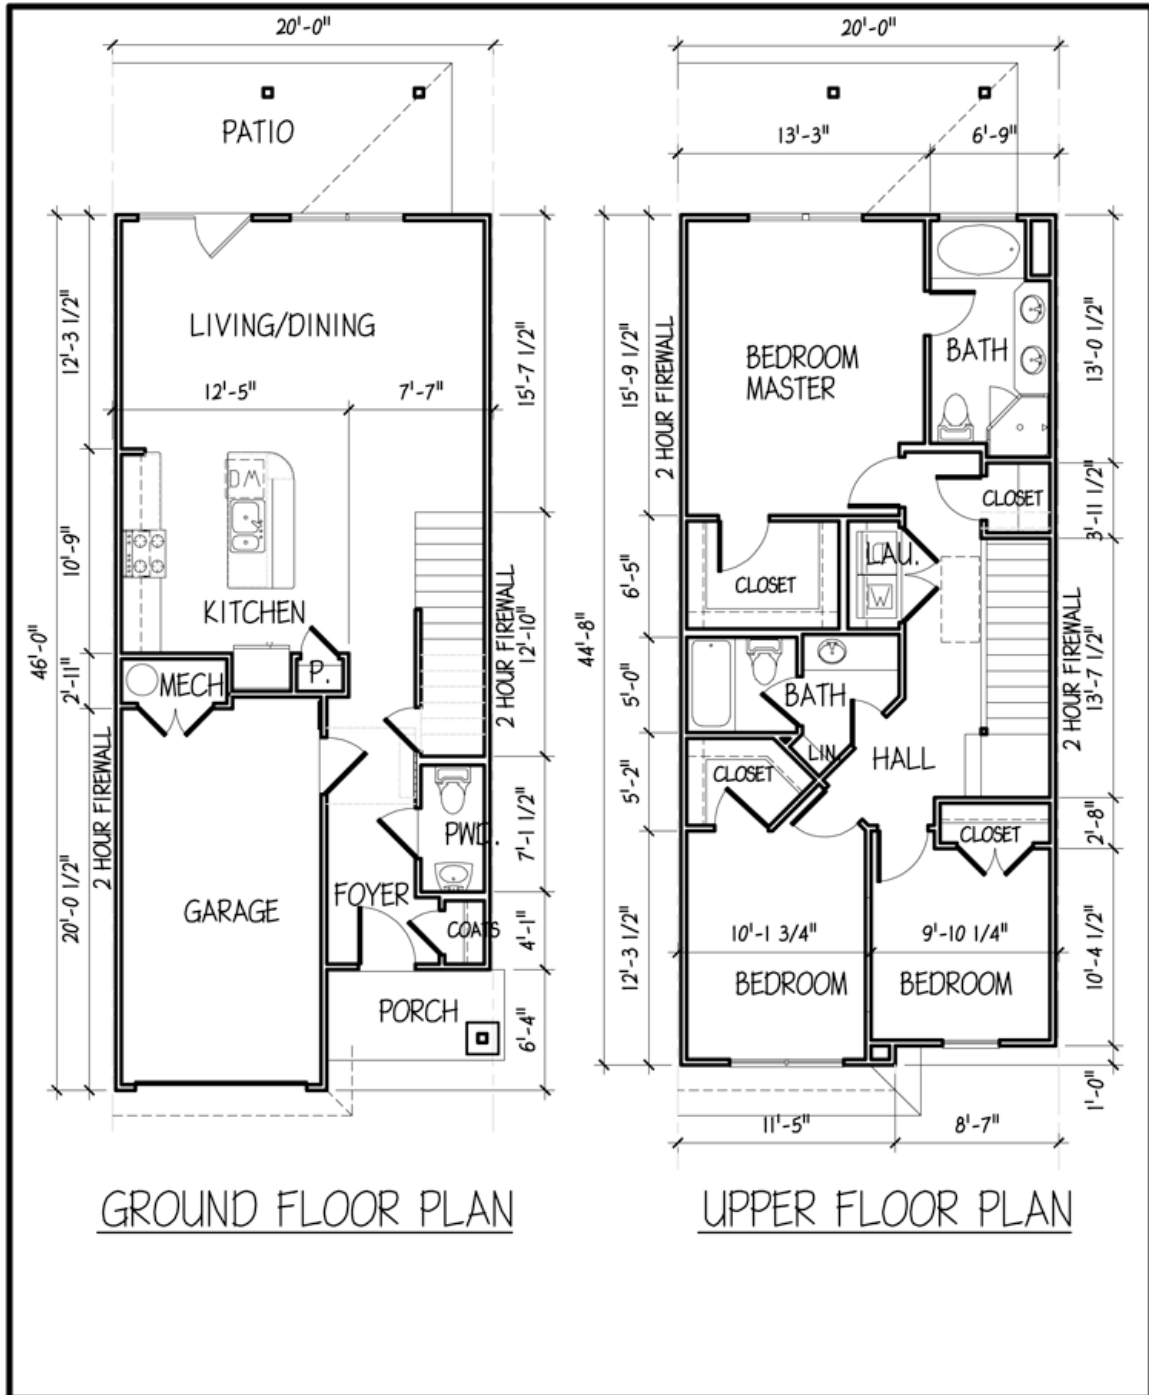 20'-0"
PATIO
12'-3 1/2"
LIVING/DINING
12'-5"
7'-7"
15'-7 1/2"
DW
10'-9"
KITCHEN
46'-0"
2'-11"
MECH
P.
2 HOUR FIREWALL
12'-10"
2 HOUR FIREWALL
20'-0 1/2"
GARAGE
PWD.
7'-1 1/2"
FOYER
COATS
4'-1"
PORCH
6'-4"
GROUND FLOOR PLAN
20'-0"
13'-3"
6'-9"
2 HOUR FIREWALL
15'-9 1/2"
BEDROOM
MASTER
BATH
13'-0 1/2"
CLOSET
3'-11 1/2"
44'-8"
6'-5"
CLOSET
LAU.
W
2 HOUR FIREWALL
13'-7 1/2"
5'-0"
BATH
LIN.
HALL
5'-2"
CLOSET
CLOSET
2'-8"
12'-3 1/2"
10'-1 3/4"
9'-10 1/4"
BEDROOM
BEDROOM
10'-4 1/2"
1'-0"
11'-5"
8'-7"
UPPER FLOOR PLAN